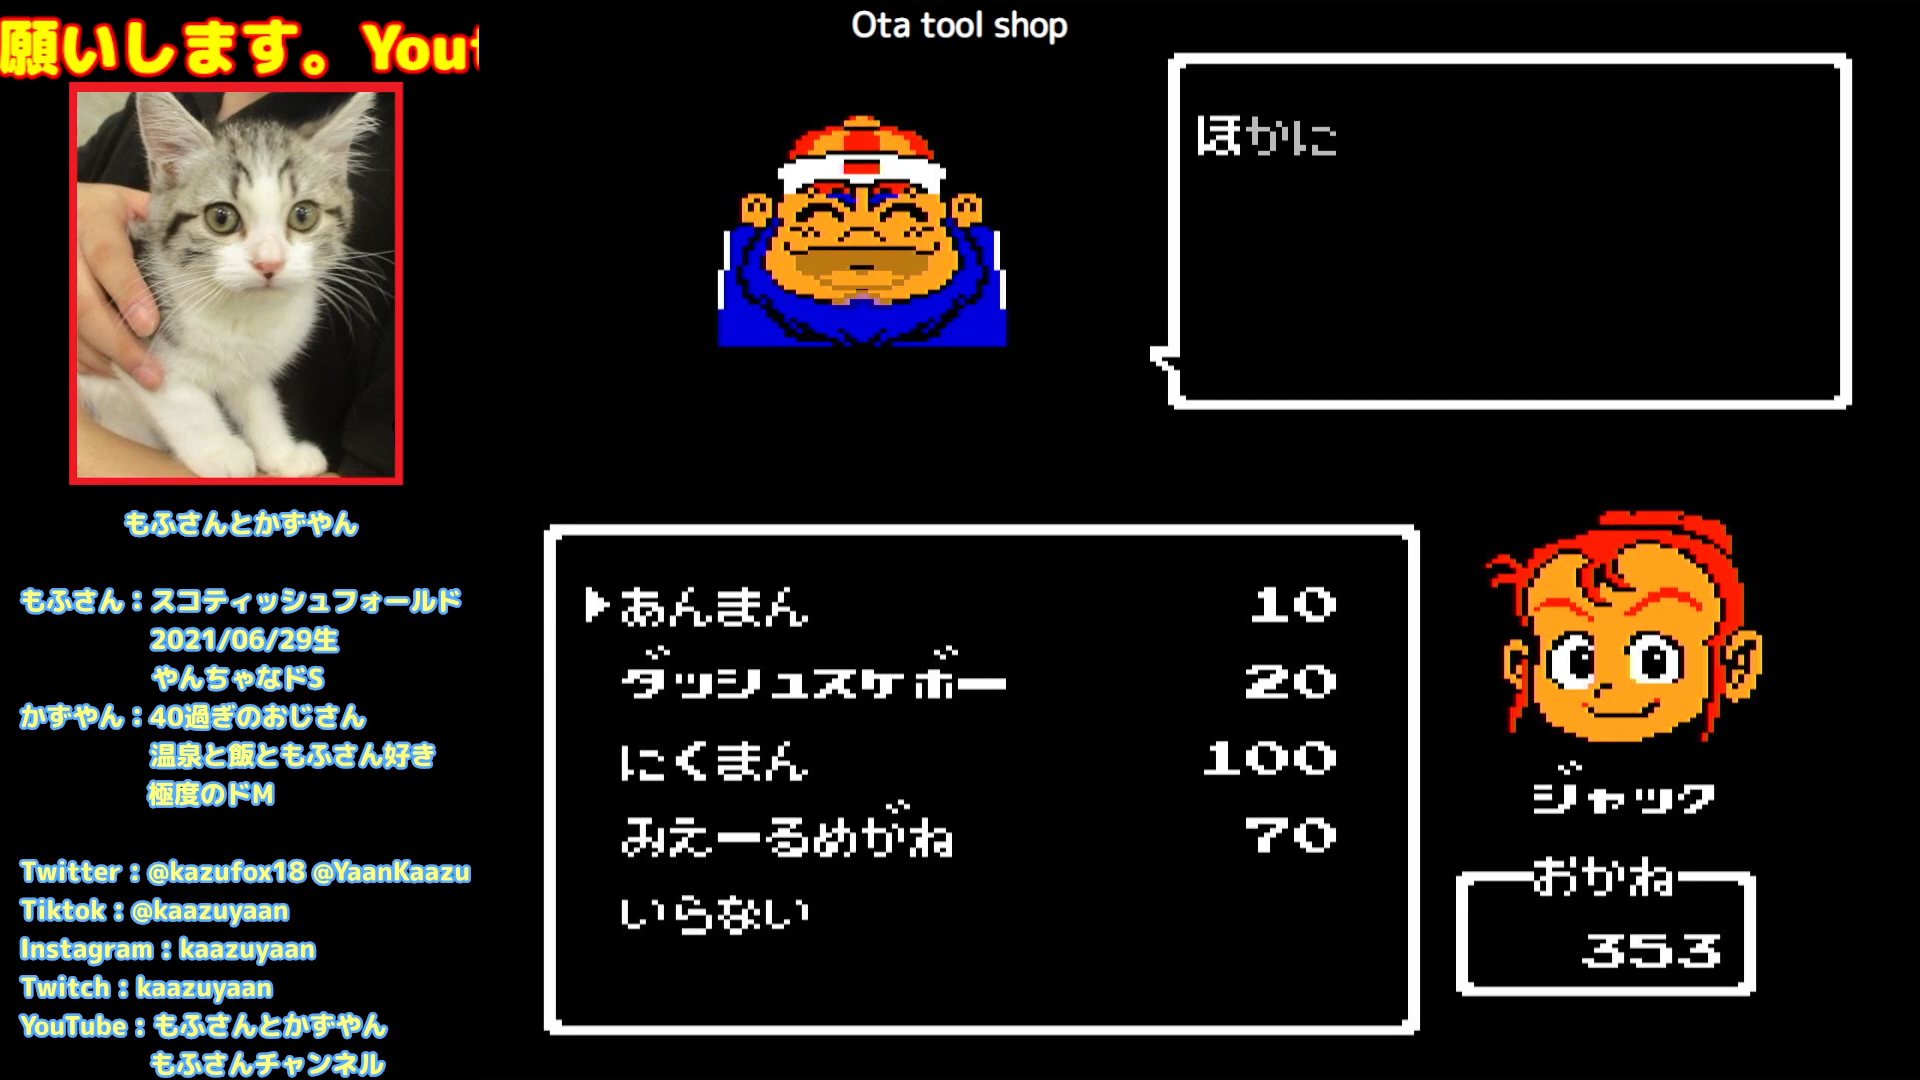 願いします。You
Ota tool shop
ほかに
もふさんとかずやん
もふさん：スコティッシュフォールド
2021/06/29生
やんちゃなドS
かずやん：40過ぎのおじさん
温泉と飯ともふさん好き
極度のドM
Twitter：@kazufox18 @YaanKaazu
Tiktok：@kaazuyaan
Instagram：kaazuyaan
Twitch：kaazuyaan
YouTube：もふさんとかずやん
もふさんチャンネル
▶あんまん 10
ダッシュスケボー 20
にくまん 100
みえーるめがね 70
いらない
ジャック
おかね
353